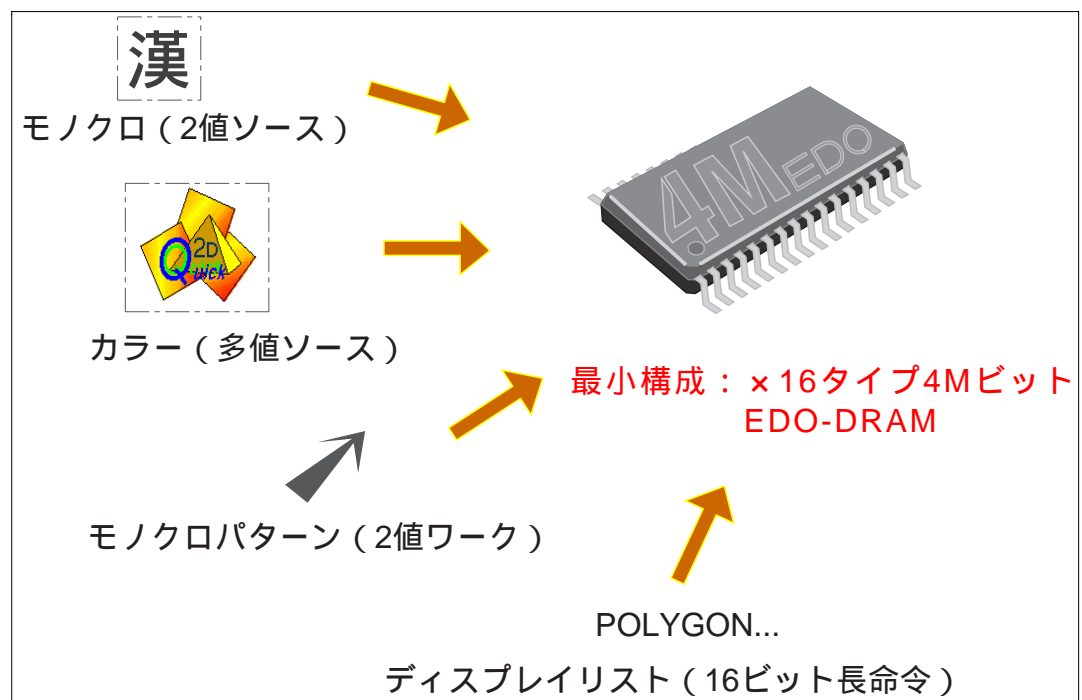 漢
モノクロ（2値ソース）
4M EDO
2D
Quick
カラー（多値ソース）
最小構成：×16タイプ4Mビット
EDO-DRAM
モノクロパターン（2値ワーク）
POLYGON...
ディスプレイリスト（16ビット長命令）